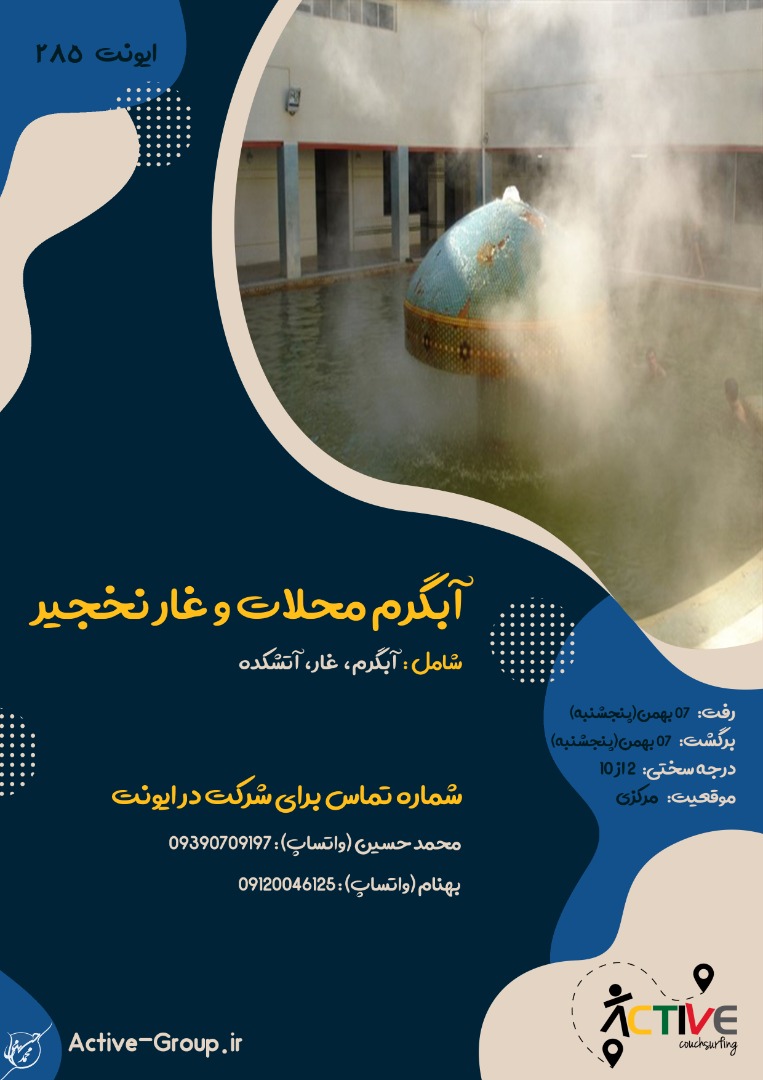 ایونت ۲۸۵
آبگرم محلات و غار نخجیر
شامل : آبگرم، غار، آتشکده
رفت: 07 بهمن(پنجشنبه)
برگشت: 07 بهمن(پنجشنبه)
درجه سختی: 2 از 10
موقعیت: مرکزی
شماره تماس برای شرکت در ایونت
محمد حسین (واتساپ) : 09390709197
بهنام (واتساپ) : 09120046125
Active-Group.ir
ACTIVE
couchsurfing